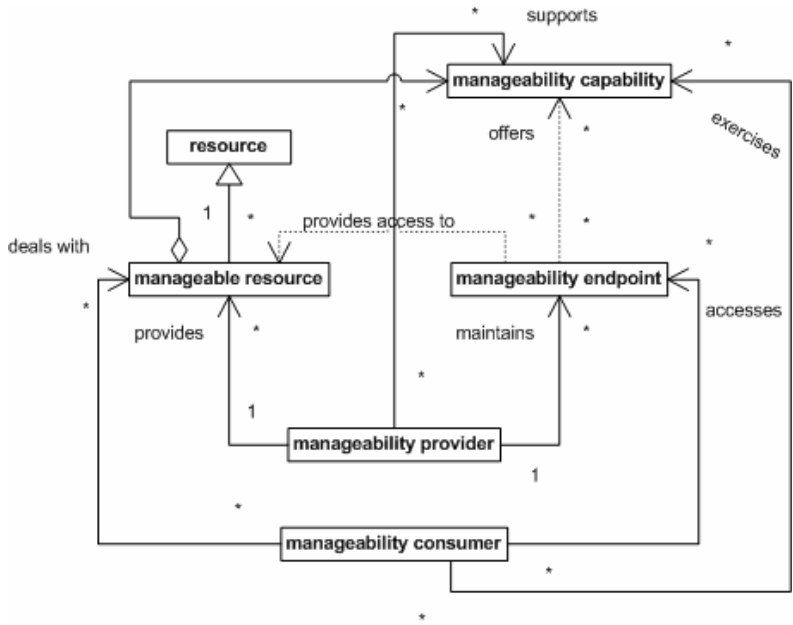 * supports
*
manageability capability
*
offers *
exercises
resource
1 *
provides access to * *
*
deals with
manageable resource
manageability endpoint
*
accesses
provides *
maintains *
*
1
manageability provider
1
*
manageability consumer
*
*